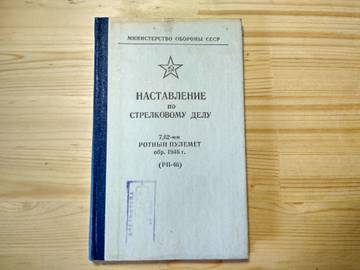 МИНИСТЕРСТВО ОБОРОНЫ СССР
НАСТАВЛЕНИЕ
ПО
СТРЕЛКОВОМУ ДЕЛУ
7,62-мм
РОТНЫЙ ПУЛЕМЕТ
обр. 1946 г.
(РП-46)